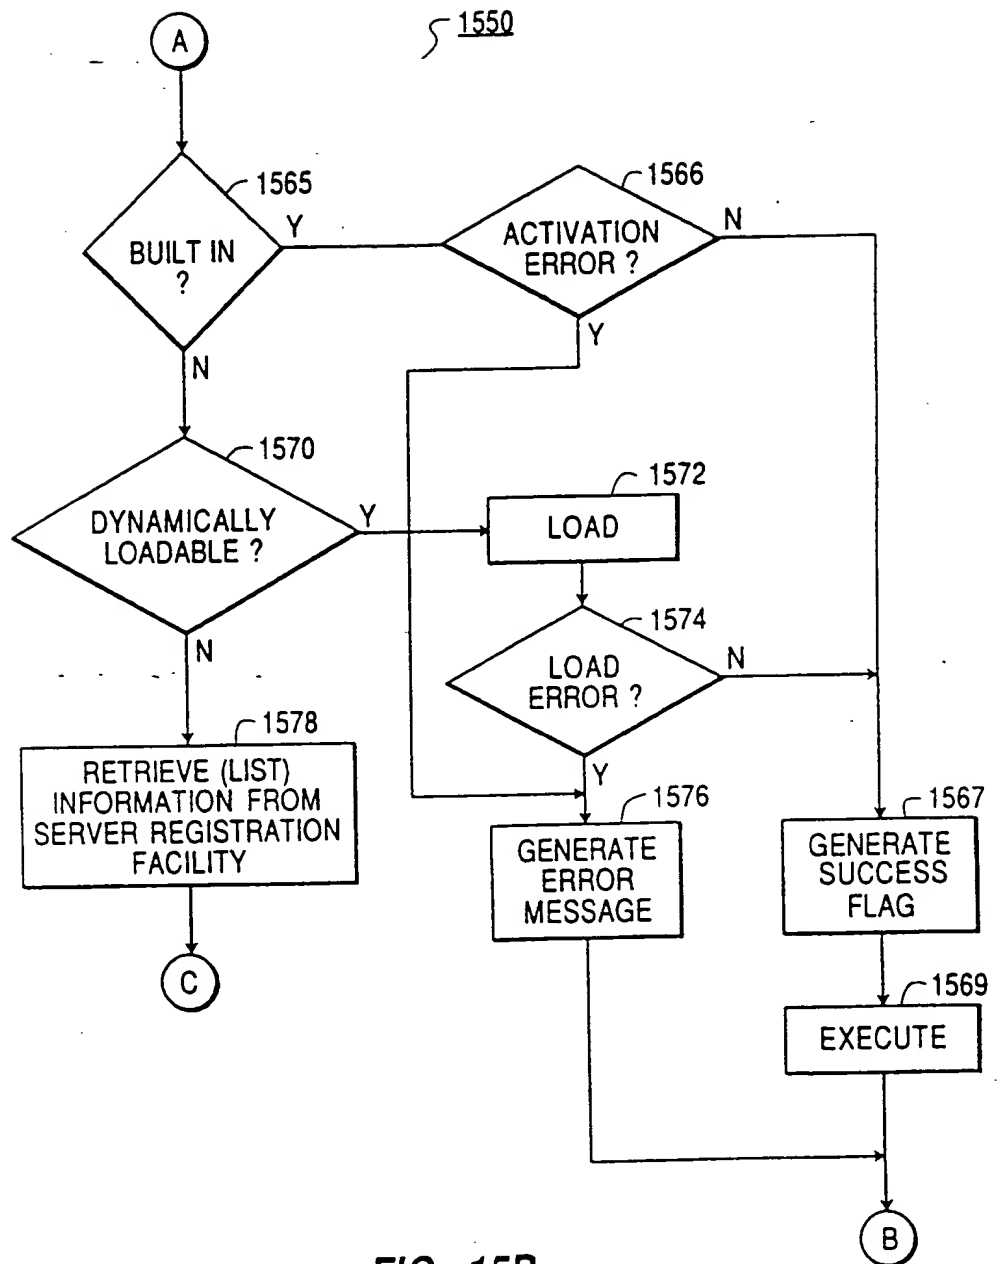 A
1550
1565
BUILT IN
?
Y
N
1566
ACTIVATION
ERROR ?
N
Y
1570
DYNAMICALLY
LOADABLE ?
Y
N
1572
LOAD
1574
LOAD
ERROR ?
N
Y
1578
RETRIEVE (LIST)
INFORMATION FROM
SERVER REGISTRATION
FACILITY
C
1576
GENERATE
ERROR
MESSAGE
1567
GENERATE
SUCCESS
FLAG
1569
EXECUTE
B